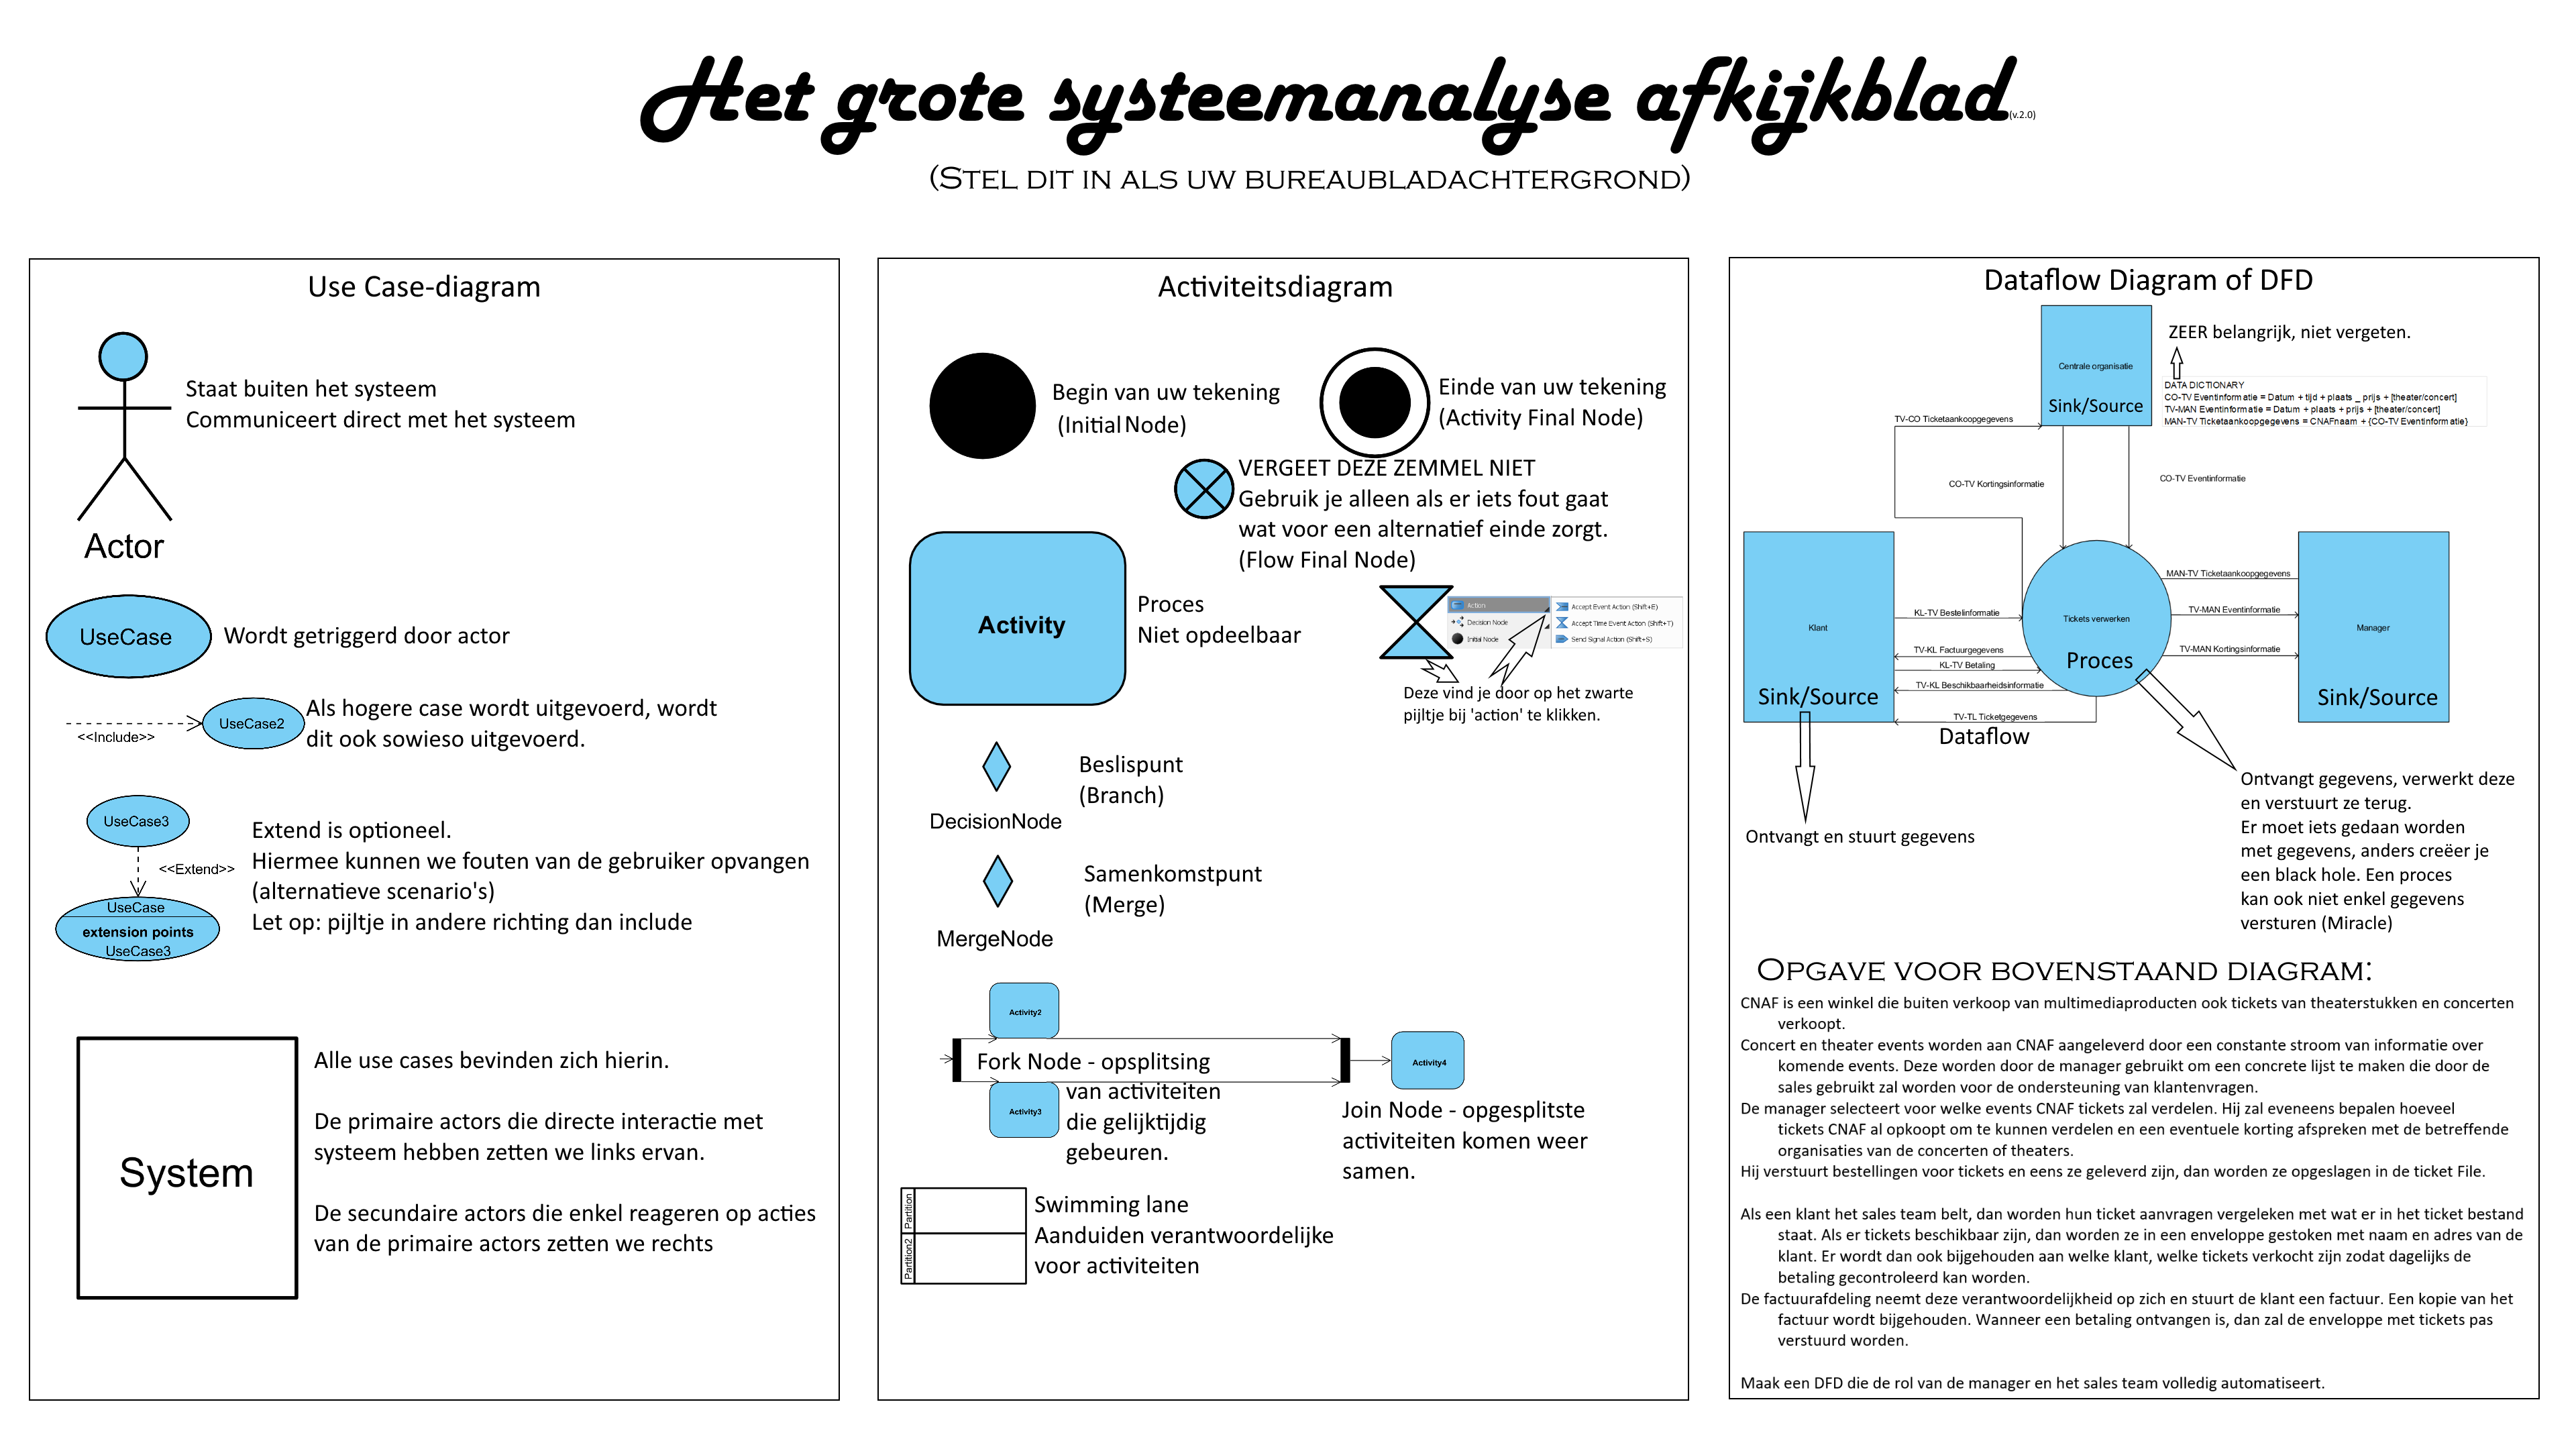 Het grote systeemanalyse afkijkblad(v.2.0)
(Stel dit in als uw bureaubladachtergrond)
Use Case-diagram
Staat buiten het systeem
Communiceert direct met het systeem
Actor
UseCase
Wordt getriggerd door actor
<<Include>>
UseCase2
Als hogere case wordt uitgevoerd, wordt
dit ook sowieso uitgevoerd.
UseCase3
<<Extend>>
UseCase
extension points
UseCase3
Extend is optioneel.
Hiermee kunnen we fouten van de gebruiker opvangen
(alternatieve scenario's)
Let op: pijltje in andere richting dan include
System
Alle use cases bevinden zich hierin.
De primaire actors die directe interactie met
systeem hebben zetten we links ervan.
De secundaire actors die enkel reageren op acties
van de primaire actors zetten we rechts
Activiteitsdiagram
Begin van uw tekening
(Initial Node)
Einde van uw tekening
(Activity Final Node)
VERGEET DEZE ZEMMEL NIET
Gebruik je alleen als er iets fout gaat
wat voor een alternatief einde zorgt.
(Flow Final Node)
Activity
Proces
Niet opdeelbaar
Action
Decision Node
Initial Node
Accept Event Action (Shift+E)
Accept Time Event Action (Shift+T)
Send Signal Action (Shift+S)
Deze vind je door op het zwarte
pijltje bij 'action' te klikken.
DecisionNode
Beslispunt
(Branch)
MergeNode
Samenkomstpunt
(Merge)
Activity2
Activity3
Fork Node - opsplitsing
van activiteiten
die gelijktijdig
gebeuren.
Activity4
Join Node - opgesplitste
activiteiten komen weer
samen.
Partition
Partition2
Swimming lane
Aanduiden verantwoordelijke
voor activiteiten
Dataflow Diagram of DFD
Centrale organisatie
Sink/Source
ZEER belangrijk, niet vergeten.
DATA DICTIONARY
CO-TV Eventinformatie = Datum + tijd + plaats _ prijs + [theater/concert]
TV-MAN Eventinformatie = Datum + plaats + prijs + [theater/concert]
MAN-TV Ticketaankoopgegevens = CNAFnaam + {CO-TV Eventinformatie}
TV-CO Ticketaankoopgegevens
CO-TV Kortingsinformatie
CO-TV Eventinformatie
Klant
Sink/Source
KL-TV Bestelinformatie
TV-KL Factuurgegevens
KL-TV Betaling
TV-KL Beschikbaarheidsinformatie
TV-TL Ticketgegevens
Dataflow
Tickets verwerken
Proces
MAN-TV Ticketaankoopgegevens
TV-MAN Eventinformatie
TV-MAN Kortingsinformatie
Manager
Sink/Source
Ontvangt en stuurt gegevens
Ontvangt gegevens, verwerkt deze
en verstuurt ze terug.
Er moet iets gedaan worden
met gegevens, anders creëer je
een black hole. Een proces
kan ook niet enkel gegevens
versturen (Miracle)
Opgave voor bovenstaand diagram:
CNAF is een winkel die buiten verkoop van multimediaproducten ook tickets van theaterstukken en concerten
verkoopt.
Concert en theater events worden aan CNAF aangeleverd door een constante stroom van informatie over
komende events. Deze worden door de manager gebruikt om een concrete lijst te maken die door de
sales gebruikt zal worden voor de ondersteuning van klantenvragen.
De manager selecteert voor welke events CNAF tickets zal verdelen. Hij zal eveneens bepalen hoeveel
tickets CNAF al opkoopt om te kunnen verdelen en een eventuele korting afspreken met de betreffende
organisaties van de concerten of theaters.
Hij verstuurt bestellingen voor tickets en eens ze geleverd zijn, dan worden ze opgeslagen in de ticket File.
Als een klant het sales team belt, dan worden hun ticket aanvragen vergeleken met wat er in het ticket bestand
staat. Als er tickets beschikbaar zijn, dan worden ze in een enveloppe gestoken met naam en adres van de
klant. Er wordt dan ook bijgehouden aan welke klant, welke tickets verkocht zijn zodat dagelijks de
betaling gecontroleerd kan worden.
De factuurafdeling neemt deze verantwoordelijkheid op zich en stuurt de klant een factuur. Een kopie van het
factuur wordt bijgehouden. Wanneer een betaling ontvangen is, dan zal de enveloppe met tickets pas
verstuurd worden.
Maak een DFD die de rol van de manager en het sales team volledig automatiseert.